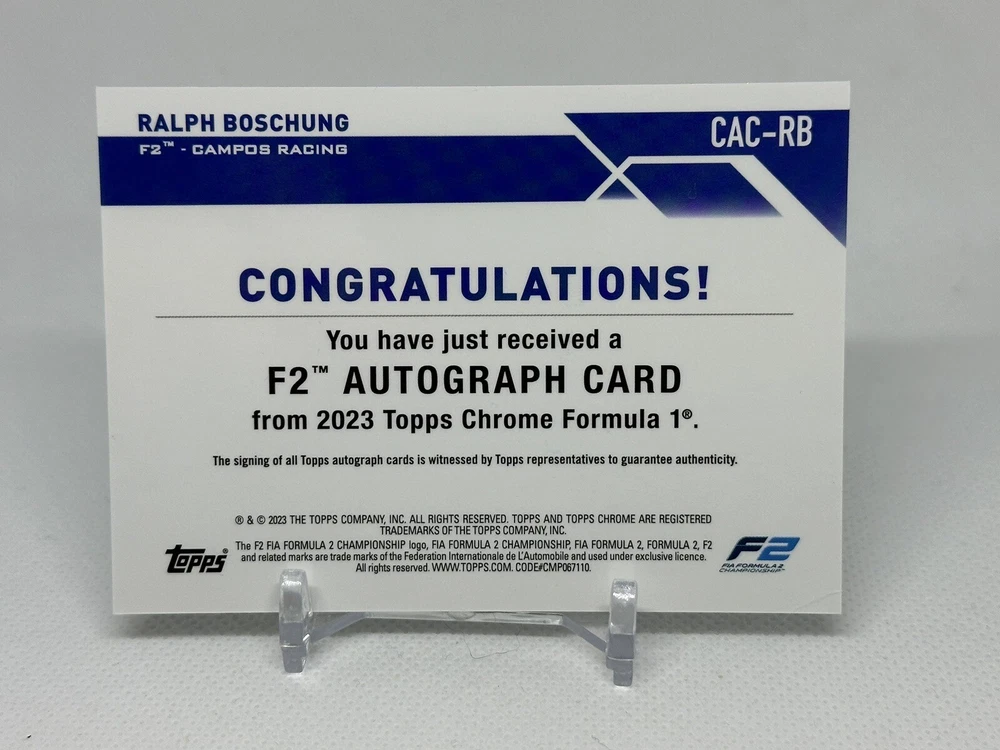 RALPH BOSCHUNG
F2™ - CAMPOS RACING
CAC-RB
CONGRATULATIONS!
You have just received a
F2™ AUTOGRAPH CARD
from 2023 Topps Chrome Formula 1®.
The signing of all Topps autograph cards is witnessed by Topps representatives to guarantee authenticity.
® & © 2023 THE TOPPS COMPANY, INC. ALL RIGHTS RESERVED. TOPPS AND TOPPS CHROME ARE REGISTERED
TRADEMARKS OF THE TOPPS COMPANY, INC.
The F2 FIA FORMULA 2 CHAMPIONSHIP logo, FIA FORMULA 2 CHAMPIONSHIP, FIA FORMULA 2, FORMULA 2, F2
and related marks are trade marks of the Federation Internationale de L'Automobile and used under exclusive licence.
All rights reserved. WWW.TOPPS.COM. CODE#CMP067110.
Topps®
F2
FIA FORMULA 2
CHAMPIONSHIP™